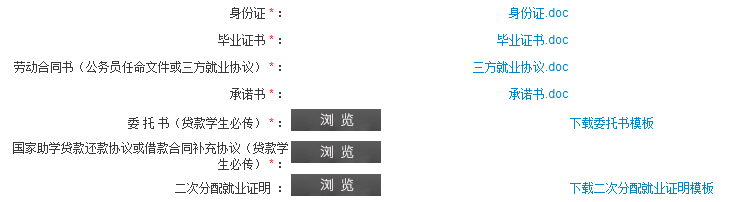 身份证 * ： 身份证.doc
毕业证书 * ： 毕业证书.doc
劳动合同书（公务员任命文件或三方就业协议） * ： 三方就业协议.doc
承诺书 * ： 承诺书.doc
委 托 书（贷款学生必传） * ： 浏 览 下载委托书模板
国家助学贷款还款协议或借款合同补充协议（贷款学
生必传） * ： 浏 览
二次分配就业证明 ： 浏 览 下载二次分配就业证明模板